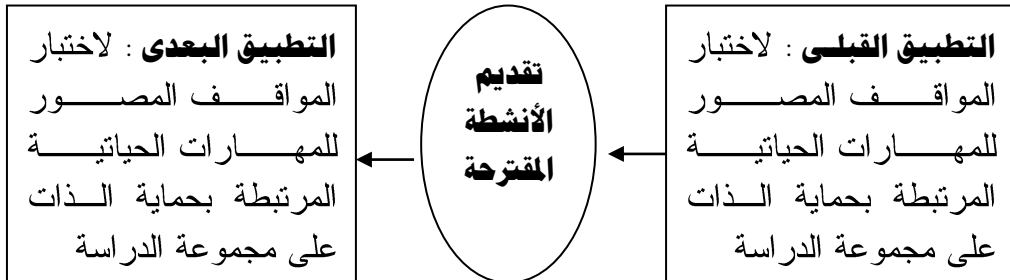 التطبيق القبلى : لاختبار
المواقف المصور
للمهارات الحياتية
المرتبطة بحماية الذات
على مجموعة الدراسة
تقديم
الأنشطة
المقترحة
التطبيق البعدى : لاختبار
المواقف المصور
للمهارات الحياتية
المرتبطة بحماية الذات
على مجموعة الدراسة